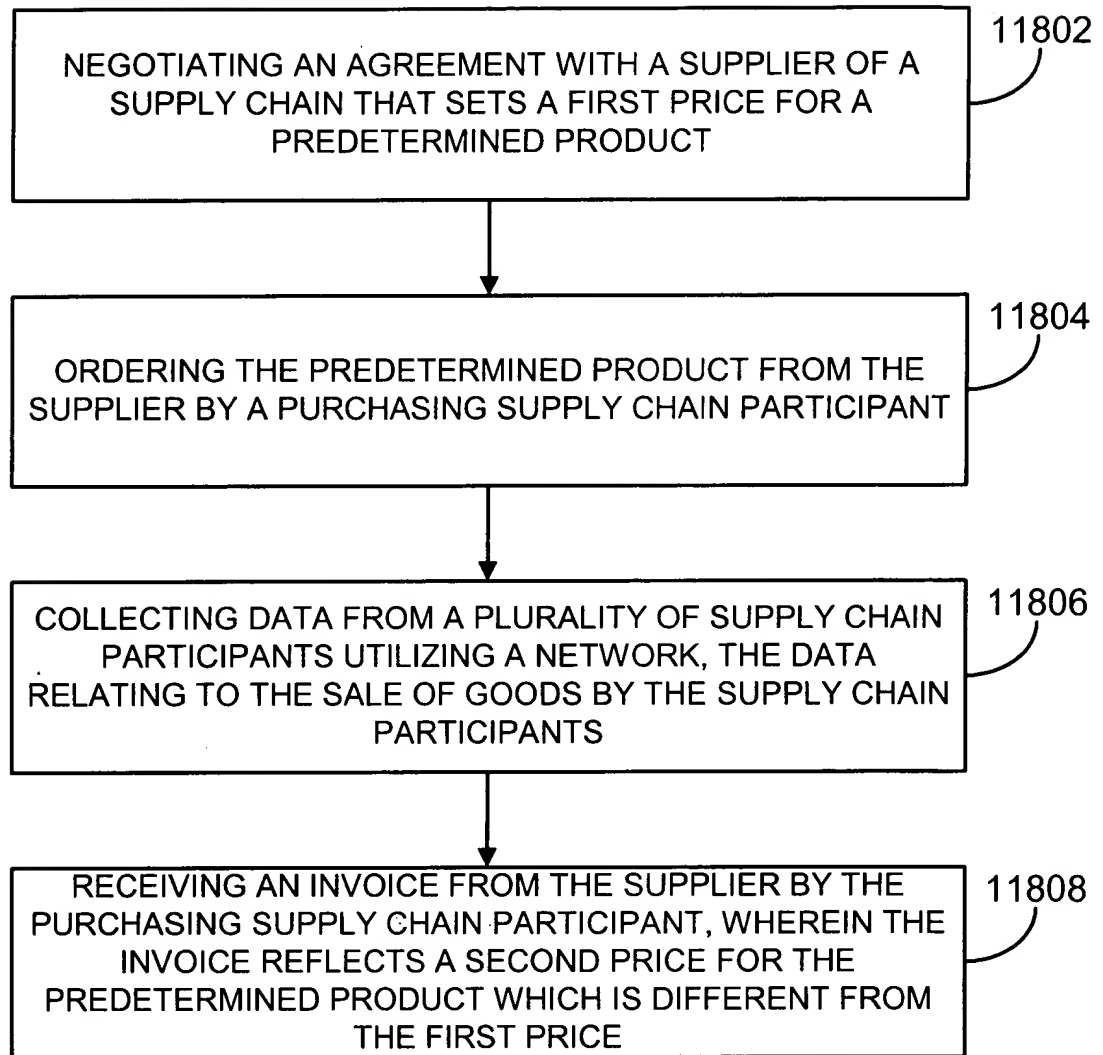 11802
NEGOTIATING AN AGREEMENT WITH A SUPPLIER OF A
SUPPLY CHAIN THAT SETS A FIRST PRICE FOR A
PREDETERMINED PRODUCT
11804
ORDERING THE PREDETERMINED PRODUCT FROM THE
SUPPLIER BY A PURCHASING SUPPLY CHAIN PARTICIPANT
11806
COLLECTING DATA FROM A PLURALITY OF SUPPLY CHAIN
PARTICIPANTS UTILIZING A NETWORK, THE DATA
RELATING TO THE SALE OF GOODS BY THE SUPPLY CHAIN
PARTICIPANTS
11808
RECEIVING AN INVOICE FROM THE SUPPLIER BY THE
PURCHASING SUPPLY CHAIN PARTICIPANT, WHEREIN THE
INVOICE REFLECTS A SECOND PRICE FOR THE
PREDETERMINED PRODUCT WHICH IS DIFFERENT FROM
THE FIRST PRICE